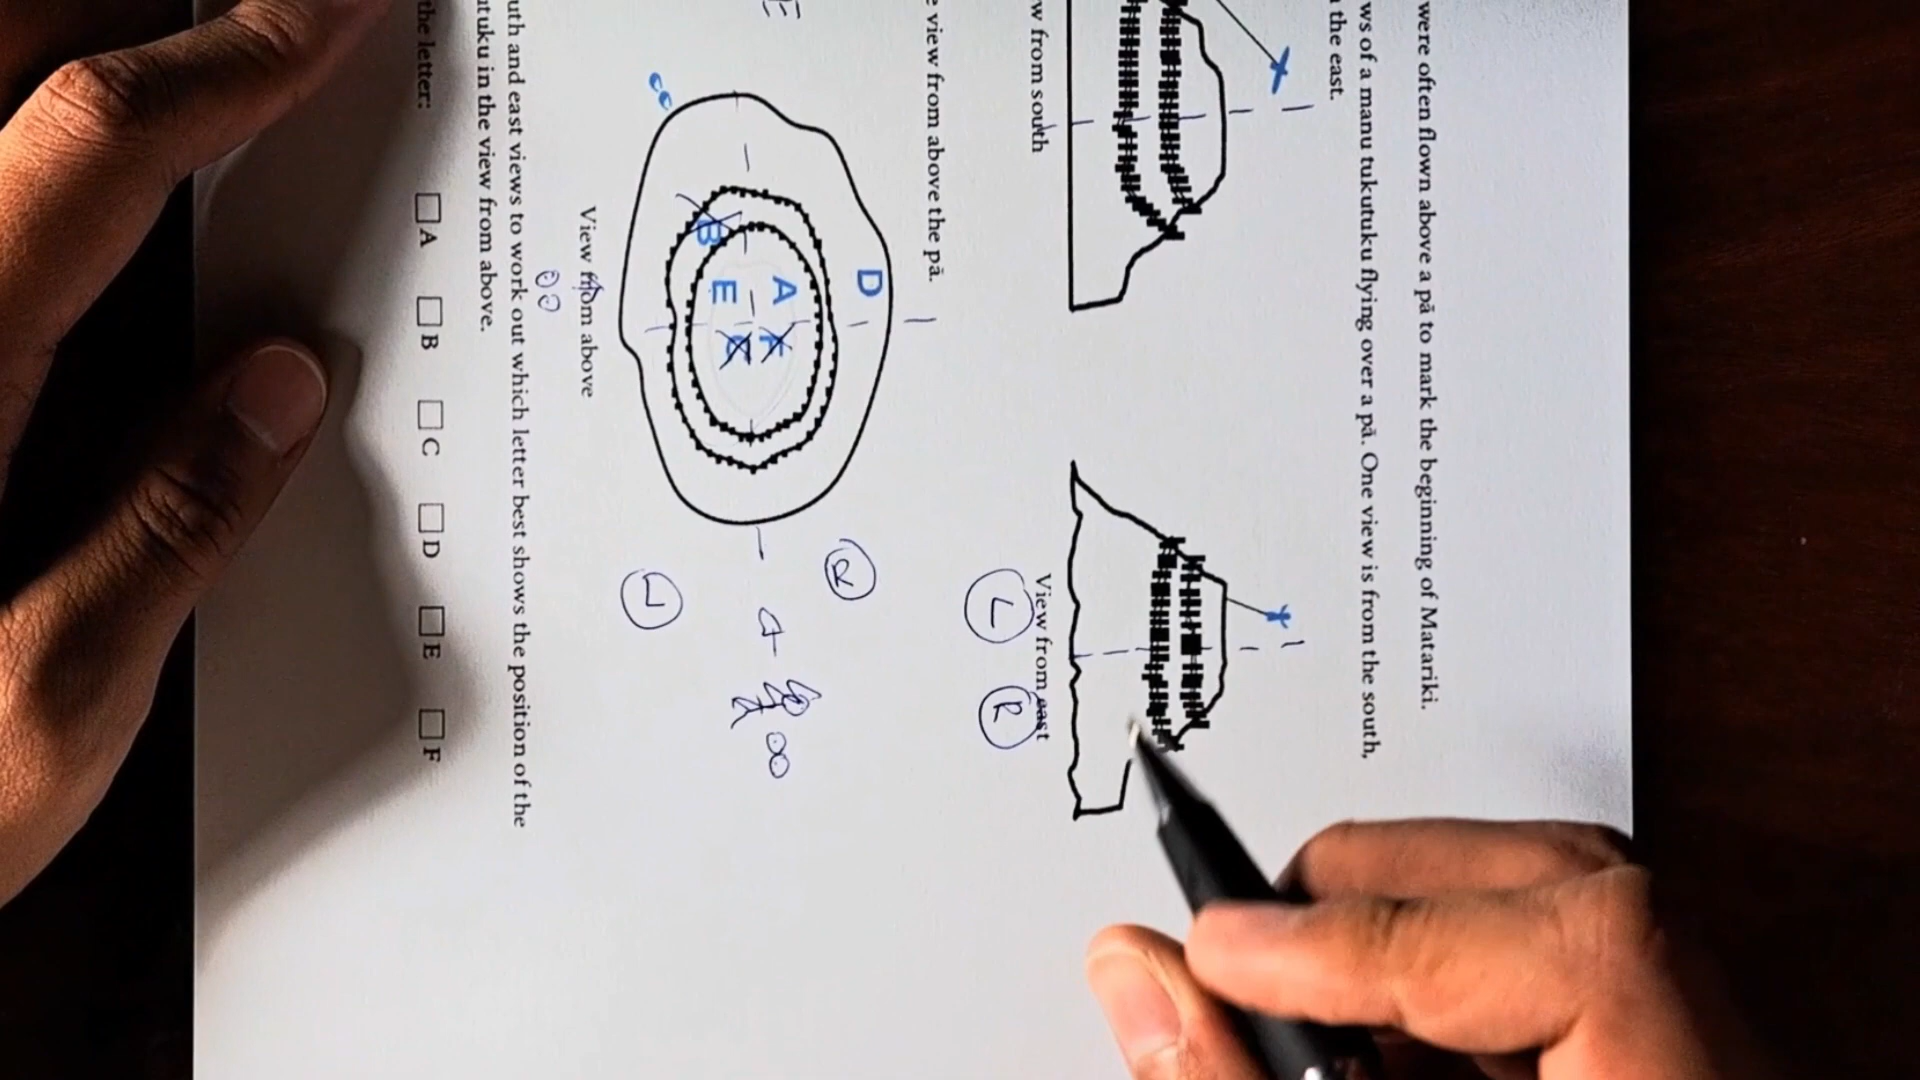 were often flown above a pā to mark the beginning of Matariki.
ws of a manu tukutuku flying over a pā. One view is from the south,
the east.
w from south
View from east
L
R
e view from above the pā.
D
A
E
B
View from above
R
L
uth and east views to work out which letter best shows the position of the
utuku in the view from above.
the letter:
A
B
C
D
E
F